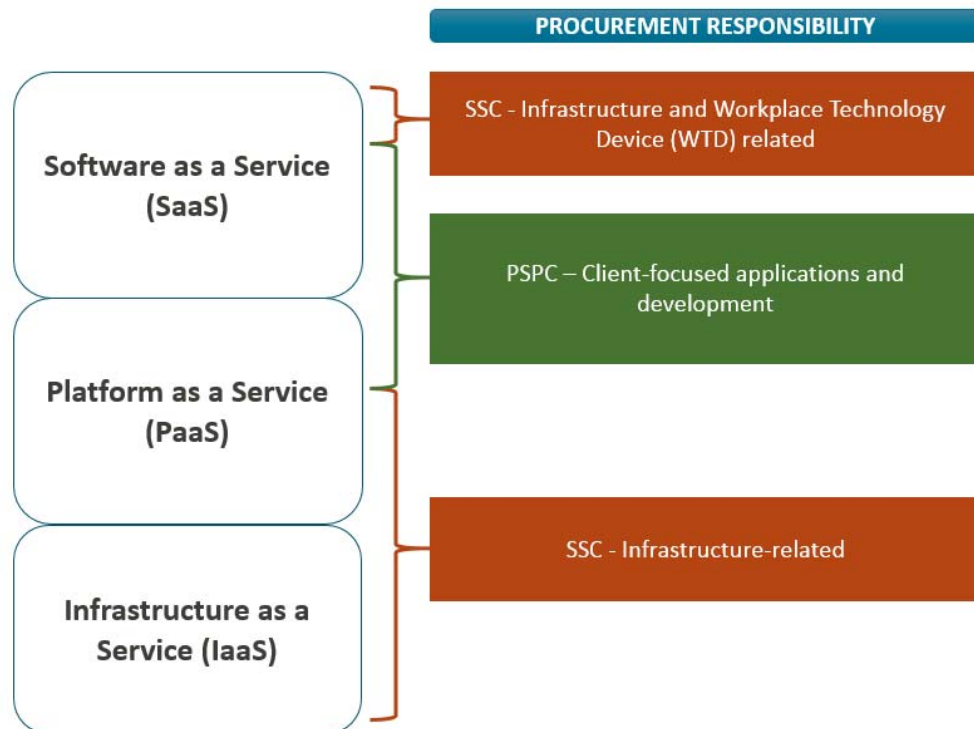 PROCUREMENT RESPONSIBILITY
Software as a Service
(SaaS)
SSC - Infrastructure and Workplace Technology
Device (WTD) related
PSPC – Client-focused applications and
development
Platform as a Service
(PaaS)
SSC - Infrastructure-related
Infrastructure as a
Service (IaaS)